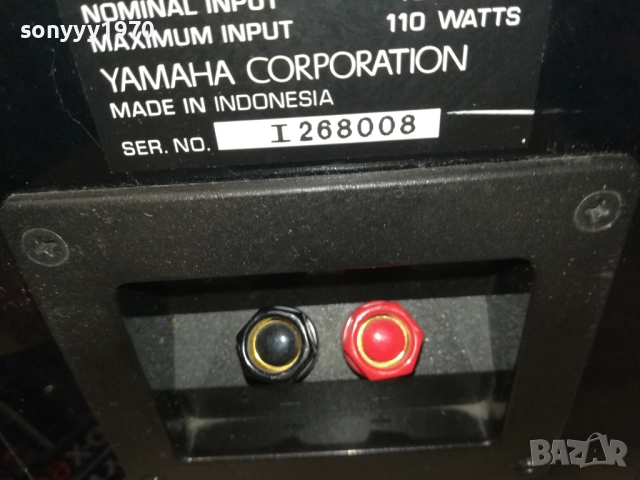 sonyyy1970
NOMINAL INPUT
MAXIMUM INPUT 110 WATTS
YAMAHA CORPORATION
MADE IN INDONESIA
SER. NO. I 268008
BAZAR